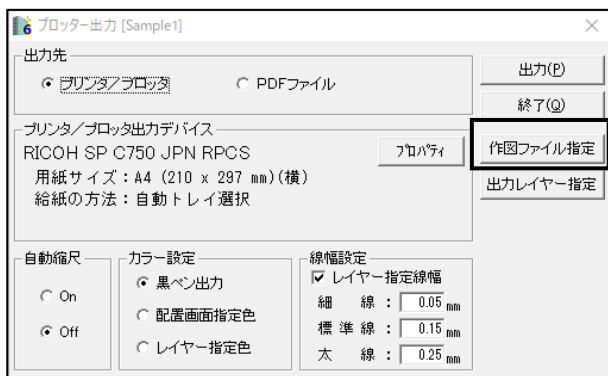 プロッター出力 [Sample1]
出力先
プリンタ/プロッタ
PDFファイル
出力(P)
終了(Q)
作図ファイル指定
出力レイヤー指定
プリンタ/プロッタ出力デバイス
RICOH SP C750 JPN RPCS
プロパティ
用紙サイズ:A4 (210 x 297 mm)(横)
給紙の方法:自動トレイ選択
自動縮尺
On
Off
カラー設定
黒ペン出力
配置画面指定色
レイヤー指定色
線幅設定
レイヤー指定線幅
細 線 : 0.05 mm
標 準 線 : 0.15 mm
太 線 : 0.25 mm